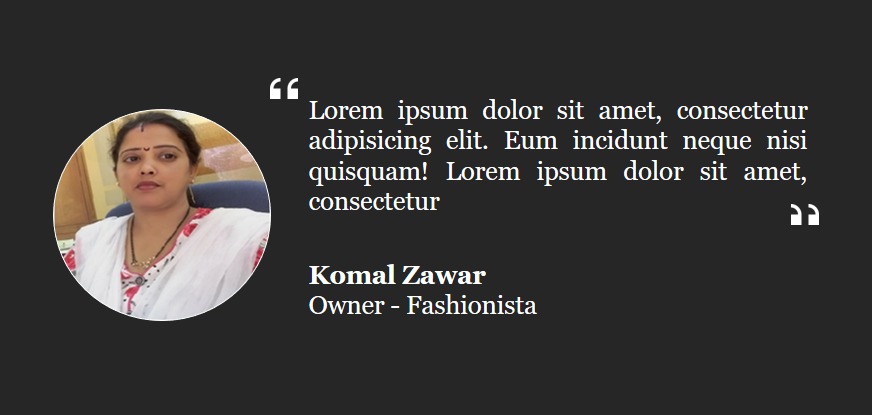 “
Lorem ipsum dolor sit amet, consectetur
adipisicing elit. Eum incidunt neque nisi
quisquam! Lorem ipsum dolor sit amet,
consectetur
”
Komal Zawar
Owner - Fashionista